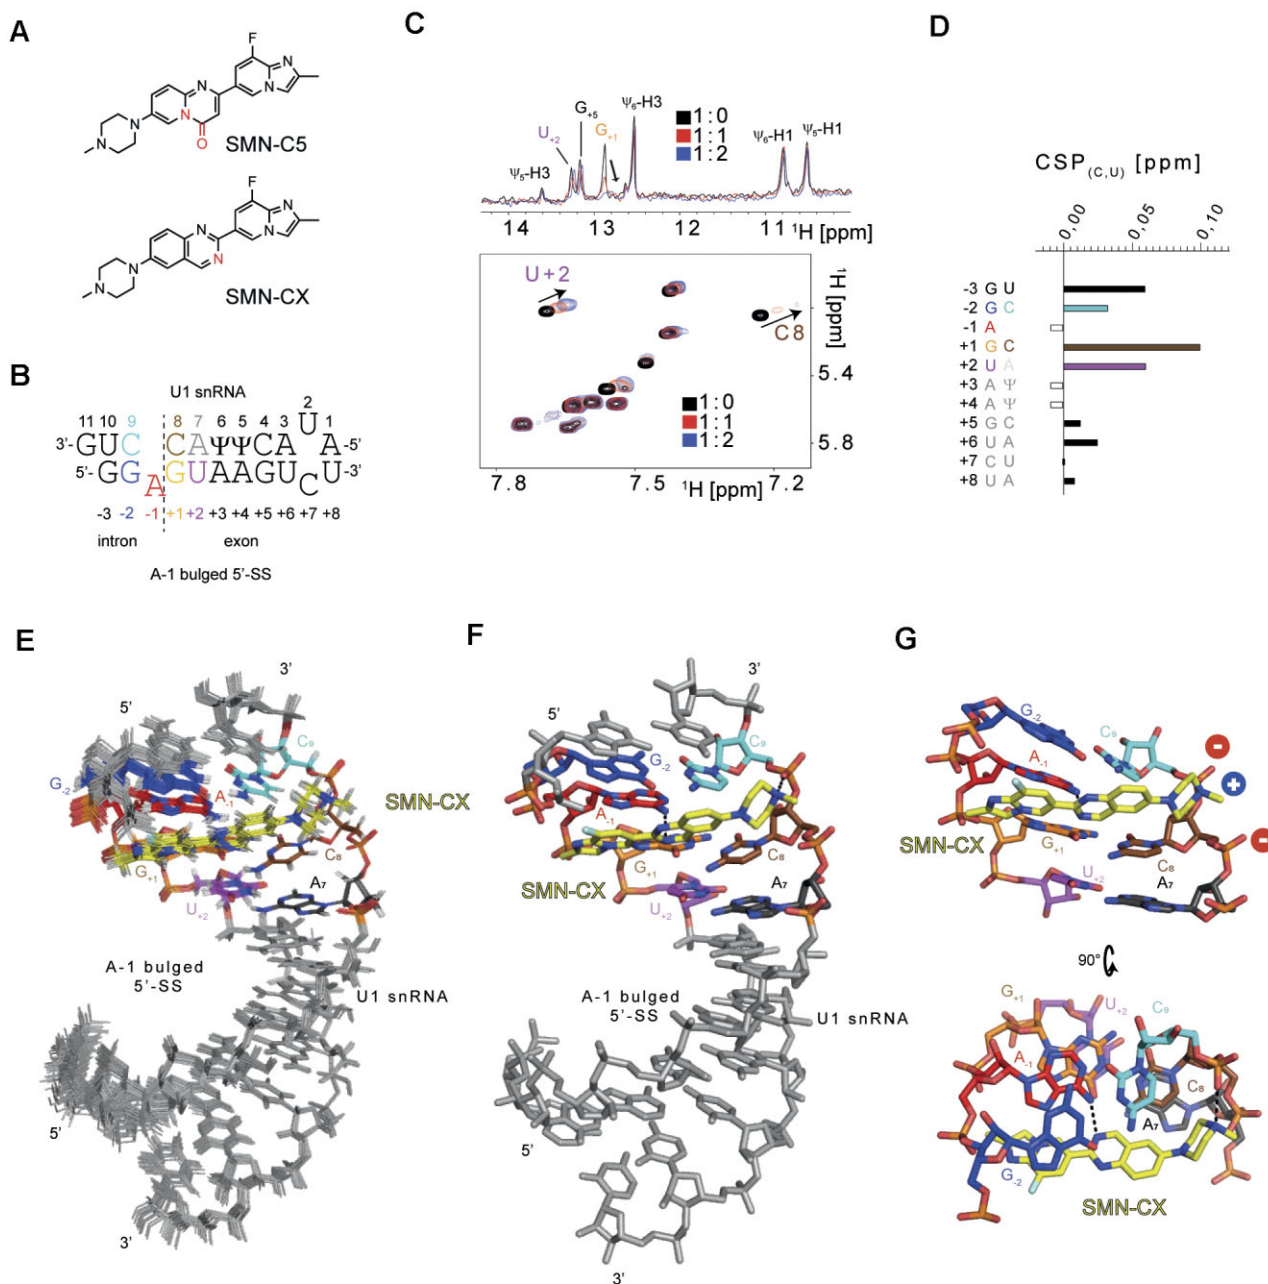 A
F
N
N
N
N
N
N
O
SMN-C5
F
N
N
N
N
N
N
SMN-CX
B
U1 snRNA
11 10 9 8 7 6 5 4 3 2 1
3'- G U C C A Ψ Ψ C A U A -5'
5'- G G A G U A A G U C U -3'
-3 -2 -1 +1 +2 +3 +4 +5 +6 +7 +8
intron exon
A-1 bulged 5'-SS
C
1:0
1:1
1:2
Ψ5-H3
U+2
G+5
G+1
Ψ6-H3
Ψ6-H1
Ψ5-H1
14 13 12 11 1H [ppm]
U+2
C8
1:0
1:1
1:2
1H [ppm]
5.4
5.8
7.8 7.5 7.2
1H [ppm]
D
CSP(C,U) [ppm]
0,00 0,05 0,10
-3 G U
-2 G C
-1 A
+1 G C
+2 U A
+3 A Ψ
+4 A Ψ
+5 G C
+6 U A
+7 C U
+8 U A
E
3'
5'
G-2
C9
A-1
SMN-CX
G+1
C8
A7
U+2
A-1 bulged
5'-SS
U1 snRNA
5'
3'
F
3'
5'
G-2
C9
A-1
G+1
C8
SMN-CX
A7
U+2
A-1 bulged
5'-SS
U1 snRNA
5'
3'
G
G-2
C9
-
+
A-1
SMN-CX
G+1
C8
-
U+2
A7
90°
G+1
U+2
C9
A-1
C8
A7
G-2
SMN-CX